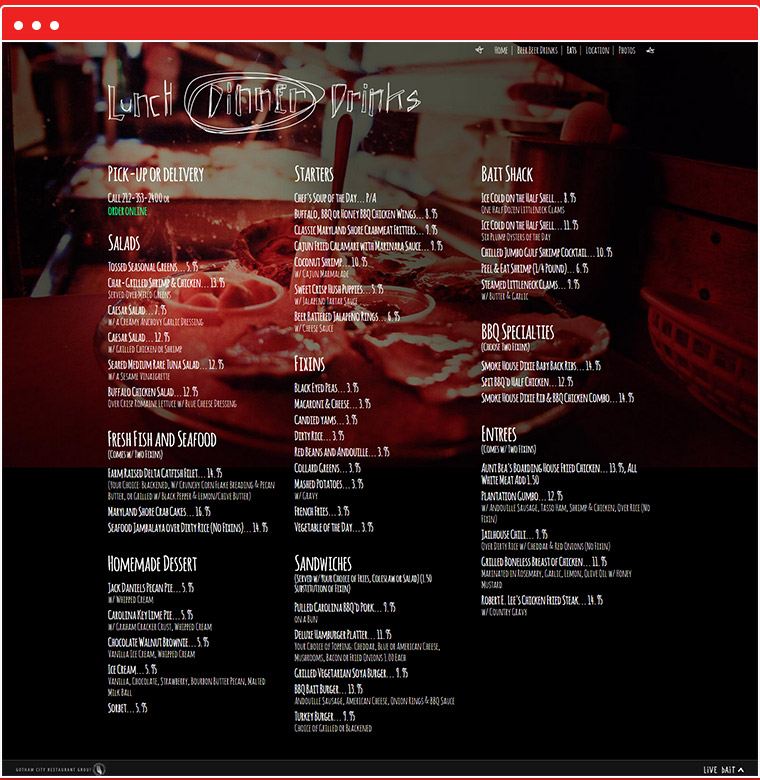 Home | Beer Beer Drinks | Eats | Location | Photos
Lunch Dinner Drinks
Pick-up or delivery
Call 212-353-2400 or
order online
Salads
Tossed Seasonal Greens... 5.95
Char-Grilled Shrimp & Chicken... 13.95
Served Over Mixed Greens
Caesar Salad... 7.95
w/ a Creamy Anchovy Garlic Dressing
Caesar Salad... 12.95
w/ Grilled Chicken or Shrimp
Seared Medium Rare Tuna Salad... 12.95
w/ a Sesame Vinaigrette
Buffalo Chicken Salad... 12.95
Over Crisp Romaine Lettuce w/ Blue Cheese Dressing
Fresh Fish and Seafood
(Comes w/ Two Fixins)
Farm Raised Delta Catfish Filet... 14.95
(Your Choice: Blackened, w/ Crunchy Corn Flake Breading & Pecan
Butter, or Grilled w/ Black Pepper & Lemon/Chive Butter)
Maryland Shore Crab Cakes... 16.95
Seafood Jambalaya over Dirty Rice (No Fixins)... 14.95
Homemade Dessert
Jack Daniels Pecan Pie... 5.95
w/ Whipped Cream
Carolina Key Lime Pie... 5.95
w/ Graham Cracker Crust, Whipped Cream
Chocolate Walnut Brownie... 5.95
Vanilla Ice Cream, Whipped Cream
Ice Cream... 5.95
Vanilla, Chocolate, Strawberry, Bourbon Butter Pecan, Malted
Milk Ball
Sorbet... 5.95
Starters
Chef's Soup of the Day... P/A
Buffalo, BBQ or Honey BBQ Chicken Wings... 8.95
Classic Maryland Shore Crabmeat Fritters... 9.95
Cajun Fried Calamari with Marinara Sauce... 9.95
Coconut Shrimp... 10.95
w/ Cajun Marmalade
Sweet Crisp Hush Puppies... 5.95
w/ Jalapeno Tartar Sauce
Beer Battered Jalapeno Rings... 6.95
w/ Cheese Sauce
Fixins
Black Eyed Peas... 3.95
Macaroni & Cheese... 3.95
Candied yams... 3.95
Dirty Rice... 3.95
Red Beans and Andouille... 3.95
Collard Greens... 3.95
Mashed Potatoes... 3.95
w/ Gravy
French Fries... 3.95
Vegetable of the Day... 3.95
Sandwiches
(Served w/ Your Choice of Fries, Coleslaw or Salad) (1.50
Substitution of Fixin)
Pulled Carolina BBQ'd Pork... 9.95
on a Bun
Deluxe Hamburger Platter... 11.95
Your Choice of Topping: Cheddar, Blue or American Cheese,
Mushrooms, Bacon or Fried Onions 1.00 Each
Grilled Vegetarian Soya Burger... 9.95
BBQ Bait Burger... 13.95
Andouille Sausage, American Cheese, Onion Rings & BBQ Sauce
Turkey Burger... 9.95
Choice of Grilled or Blackened
Bait Shack
Ice Cold on the Half Shell... 8.95
One Half Dozen Littleneck Clams
Ice Cold on the Half Shell... 11.95
Six Plump Oysters of the Day
Chilled Jumbo Gulf Shrimp Cocktail... 10.95
Peel & Eat Shrimp (1/4 Pound)... 6.95
Steamed Littleneck Clams... 9.95
w/ Butter & Garlic
BBQ Specialties
(Choose Two Fixins)
Smoke House Dixie Baby Back Ribs... 14.95
Spit BBQ'd Half Chicken... 12.95
Smoke House Dixie Rib & BBQ Chicken Combo... 14.95
Entrees
(Comes w/ Two Fixins)
Aunt Bea's Boarding House Fried Chicken... 13.95, All
White Meat Add 1.50
Plantation Gumbo... 12.95
w/ Andouille Sausage, Tasso Ham, Shrimp & Chicken, Over Rice (No
Fixin)
Jailhouse Chili... 9.95
Over Dirty Rice w/ Cheddar & Red Onions (No Fixin)
Grilled Boneless Breast of Chicken... 11.95
Marinated in Rosemary, Garlic, Lemon, Olive Oil w/ Honey
Mustard
Robert E. Lee's Chicken Fried Steak... 14.95
w/ Country Gravy
GOTHAM CITY RESTAURANT GROUP
LIVE BAIT